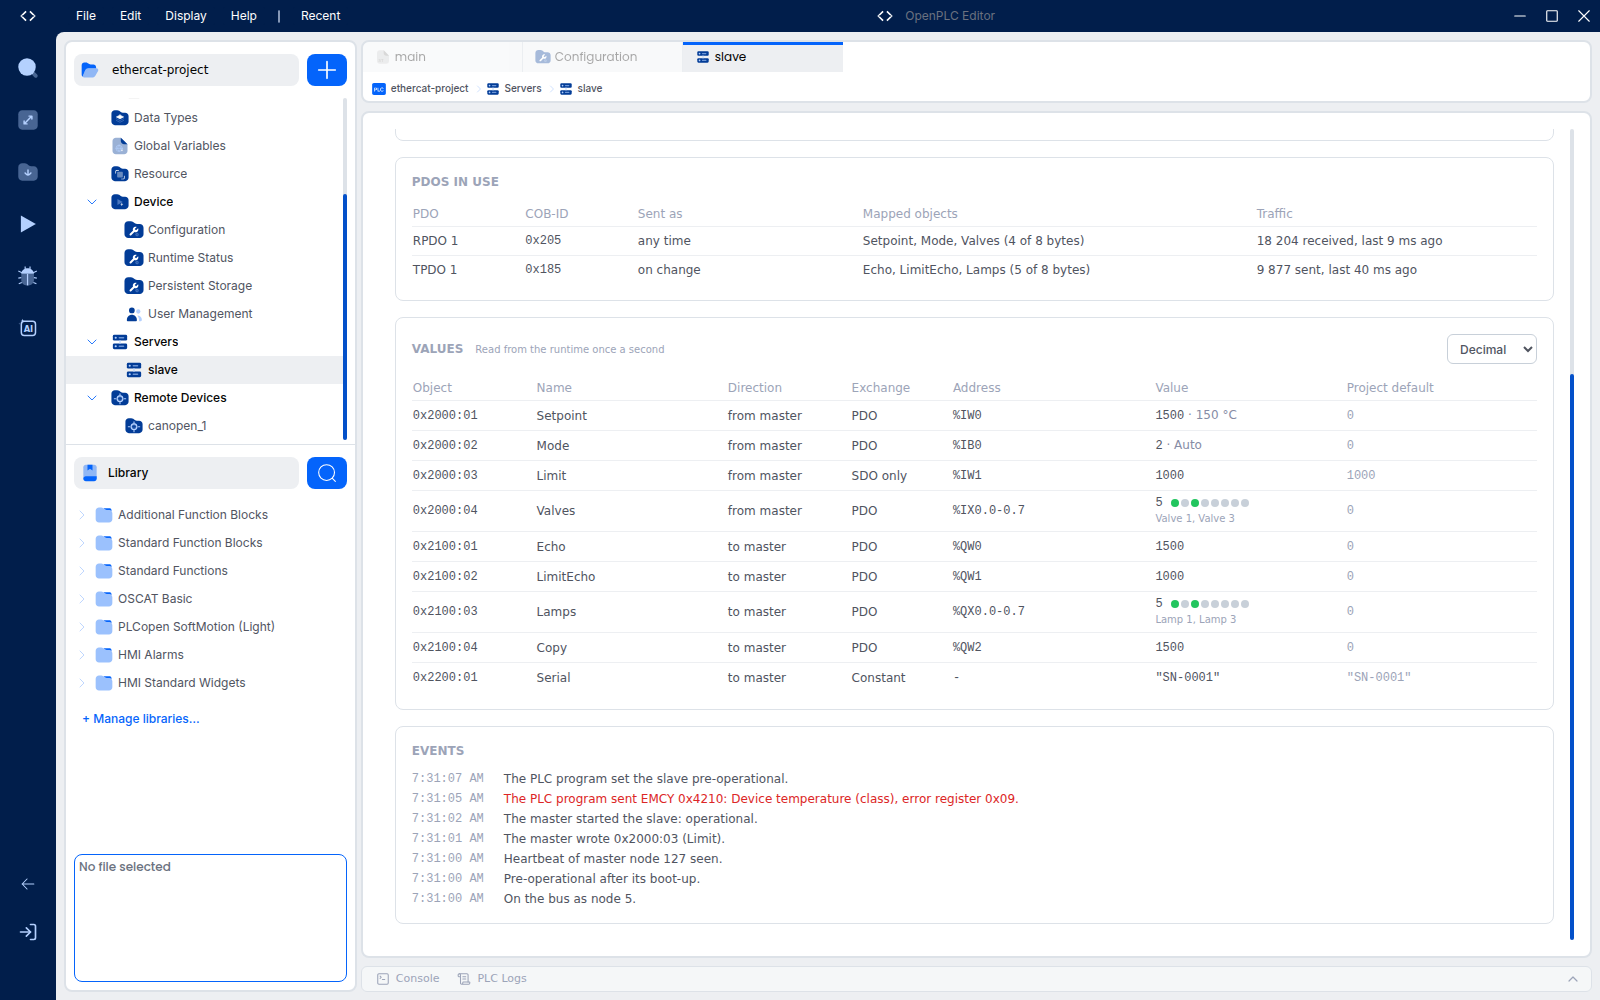 File Edit Display Help | Recent
OpenPLC Editor
ethercat-project
Data Types
Global Variables
Resource
Device
Configuration
Runtime Status
Persistent Storage
User Management
Servers
slave
Remote Devices
canopen_1
Library
Additional Function Blocks
Standard Function Blocks
Standard Functions
OSCAT Basic
PLCopen SoftMotion (Light)
HMI Alarms
HMI Standard Widgets
+ Manage libraries...
No file selected
AI
main Configuration slave
PLC ethercat-project Servers slave
PDOS IN USE
PDO COB-ID Sent as Mapped objects Traffic
RPDO 1 0x205 any time Setpoint, Mode, Valves (4 of 8 bytes) 18 204 received, last 9 ms ago
TPDO 1 0x185 on change Echo, LimitEcho, Lamps (5 of 8 bytes) 9 877 sent, last 40 ms ago
VALUES Read from the runtime once a second Decimal
Object Name Direction Exchange Address Value Project default
0x2000:01 Setpoint from master PDO %IW0 1500 · 150 °C 0
0x2000:02 Mode from master PDO %IB0 2 · Auto 0
0x2000:03 Limit from master SDO only %IW1 1000 1000
0x2000:04 Valves from master PDO %IX0.0-0.7 5 0
Valve 1, Valve 3
0x2100:01 Echo to master PDO %QW0 1500 0
0x2100:02 LimitEcho to master PDO %QW1 1000 0
0x2100:03 Lamps to master PDO %QX0.0-0.7 5 0
Lamp 1, Lamp 3
0x2100:04 Copy to master PDO %QW2 1500 0
0x2200:01 Serial to master Constant - "SN-0001" "SN-0001"
EVENTS
7:31:07 AM The PLC program set the slave pre-operational.
7:31:05 AM The PLC program sent EMCY 0x4210: Device temperature (class), error register 0x09.
7:31:02 AM The master started the slave: operational.
7:31:01 AM The master wrote 0x2000:03 (Limit).
7:31:00 AM Heartbeat of master node 127 seen.
7:31:00 AM Pre-operational after its boot-up.
7:31:00 AM On the bus as node 5.
Console PLC Logs